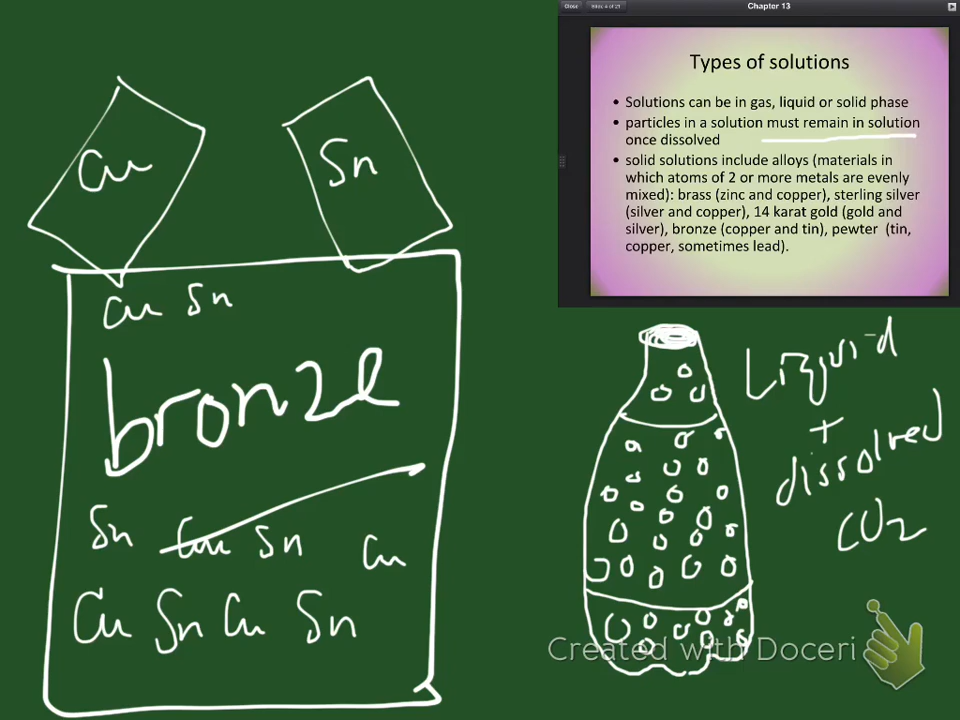 Close
Slide 4 of 21
Chapter 13
Types of solutions
• Solutions can be in gas, liquid or solid phase
• particles in a solution must remain in solution
once dissolved
• solid solutions include alloys (materials in
which atoms of 2 or more metals are evenly
mixed): brass (zinc and copper), sterling silver
(silver and copper), 14 karat gold (gold and
silver), bronze (copper and tin), pewter (tin,
copper, sometimes lead).
Cu
Sn
Cu Sn
bronze
Sn Cu Sn Cu
Cu Sn Cu Sn
Liquid
+
dissolved
CO2
Created with Doceri